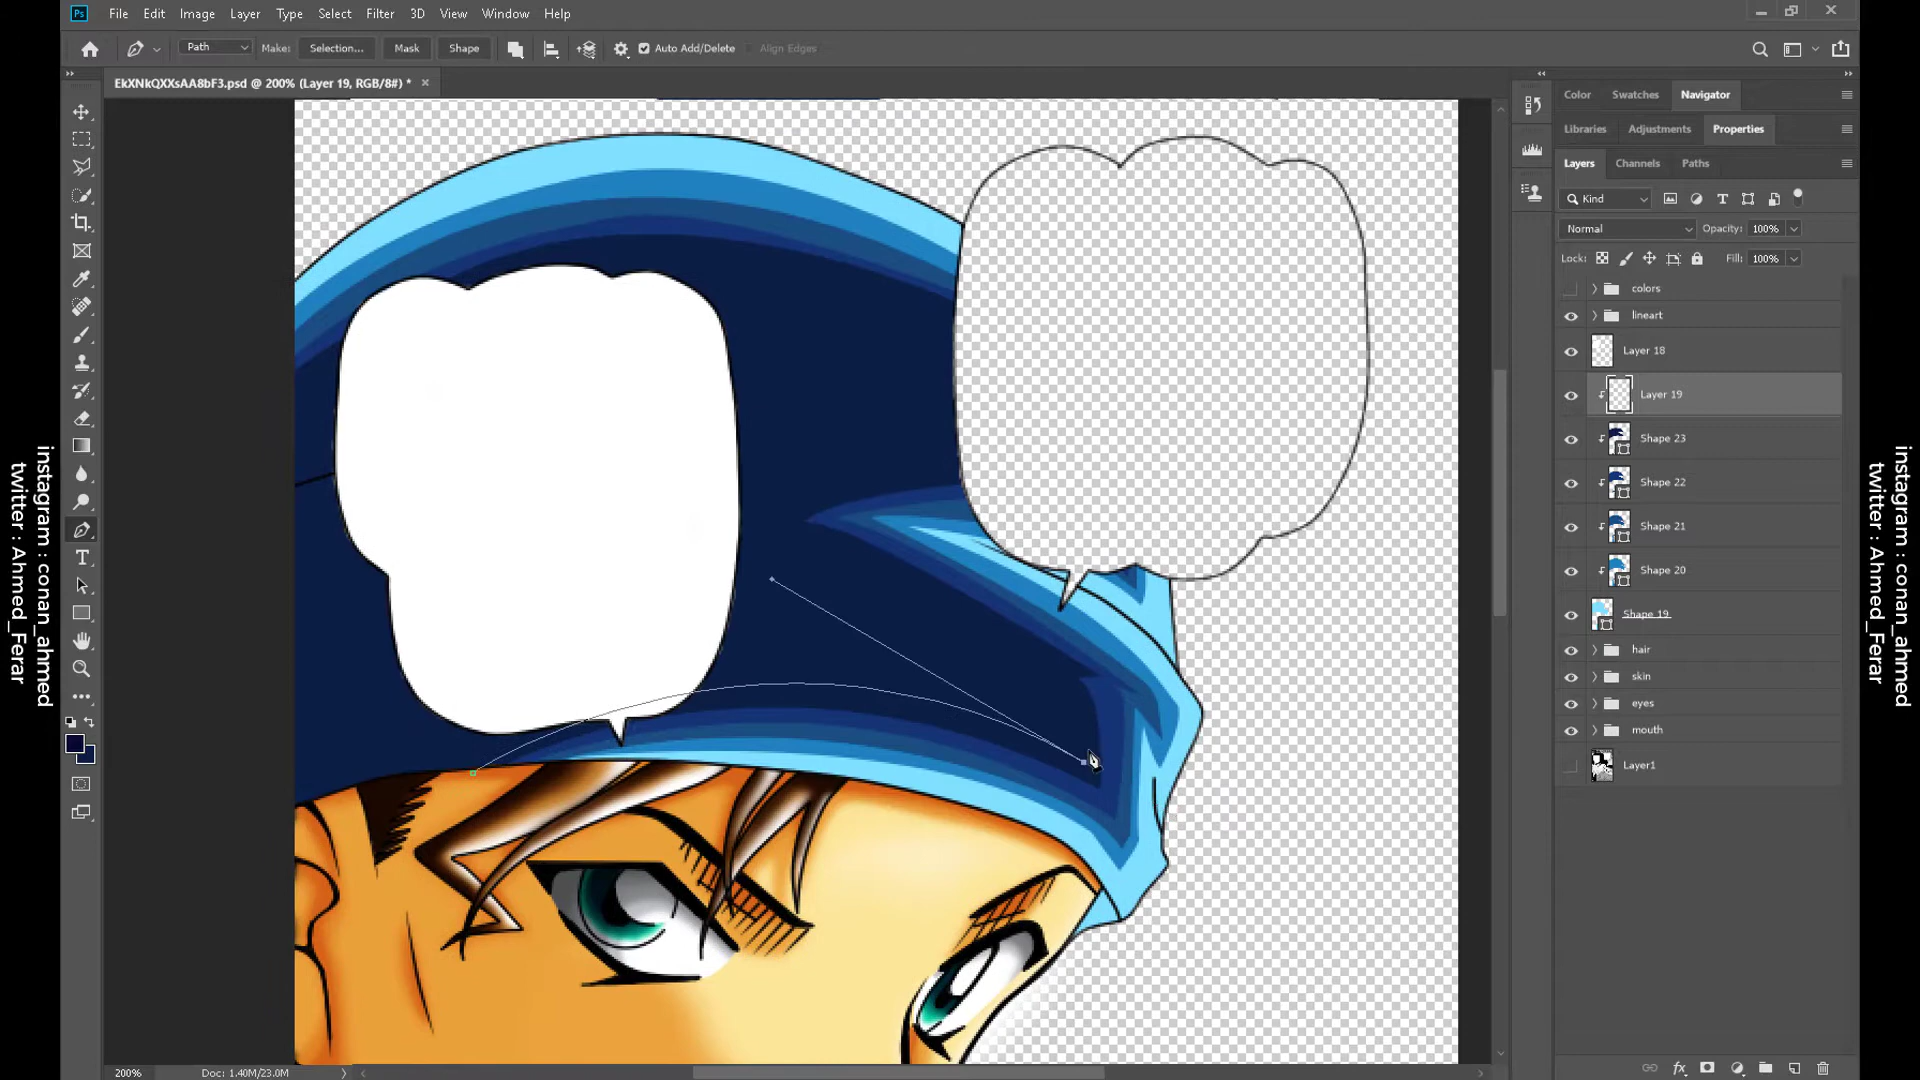 File Edit Image Layer Type Select Filter 3D View Window Help
Path Make: Selection... Mask Shape Auto Add/Delete Align Edges
EkXNkQXXsAA8bF3.psd @ 200% (Layer 19, RGB/8#) *
Color Swatches Navigator
Libraries Adjustments Properties
Layers Channels Paths
Kind
Normal Opacity: 100%
Lock: Fill: 100%
colors
lineart
Layer 18
Layer 19
Shape 23
Shape 22
Shape 21
Shape 20
Shape 19
hair
skin
eyes
mouth
Layer1
200% Doc: 1.40M/23.0M
instagram : conan_ahmed
twitter : Ahmed_Ferar
instagram : conan_ahmed
twitter : Ahmed_Ferar